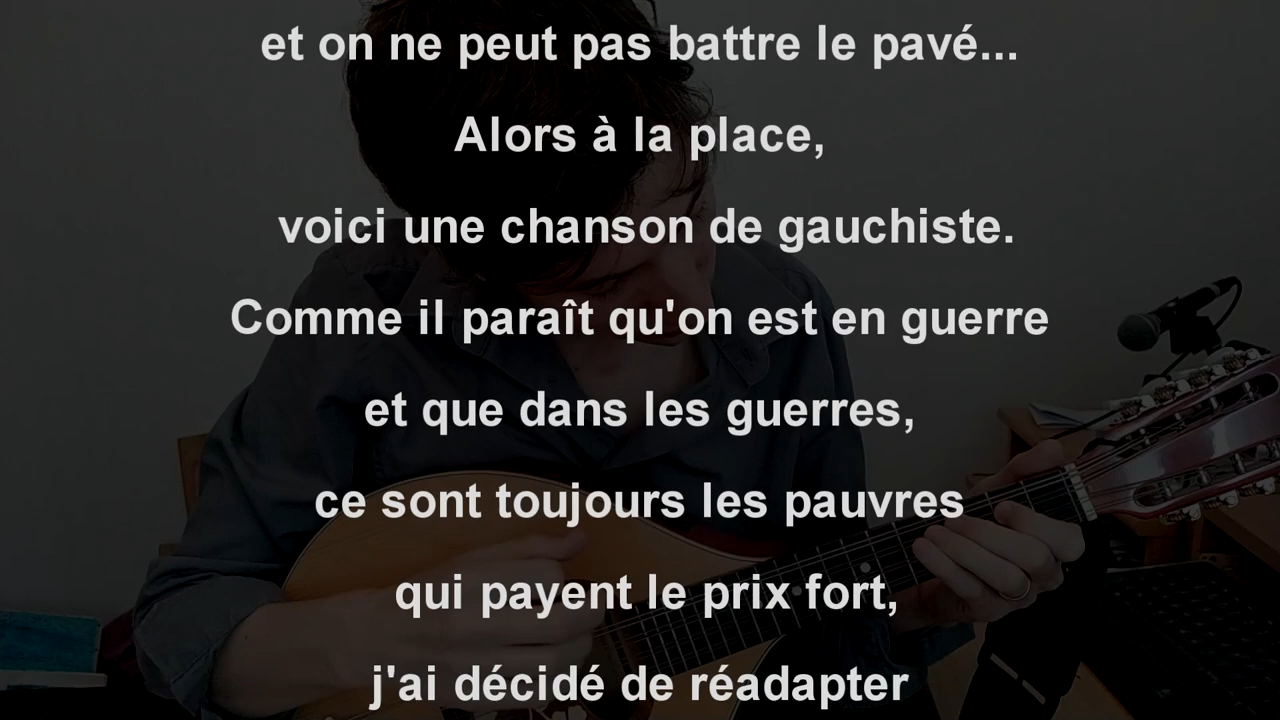 et on ne peut pas battre le pavé...
Alors à la place,
voici une chanson de gauchiste.
Comme il paraît qu'on est en guerre
et que dans les guerres,
ce sont toujours les pauvres
qui payent le prix fort,
j'ai décidé de réadapter